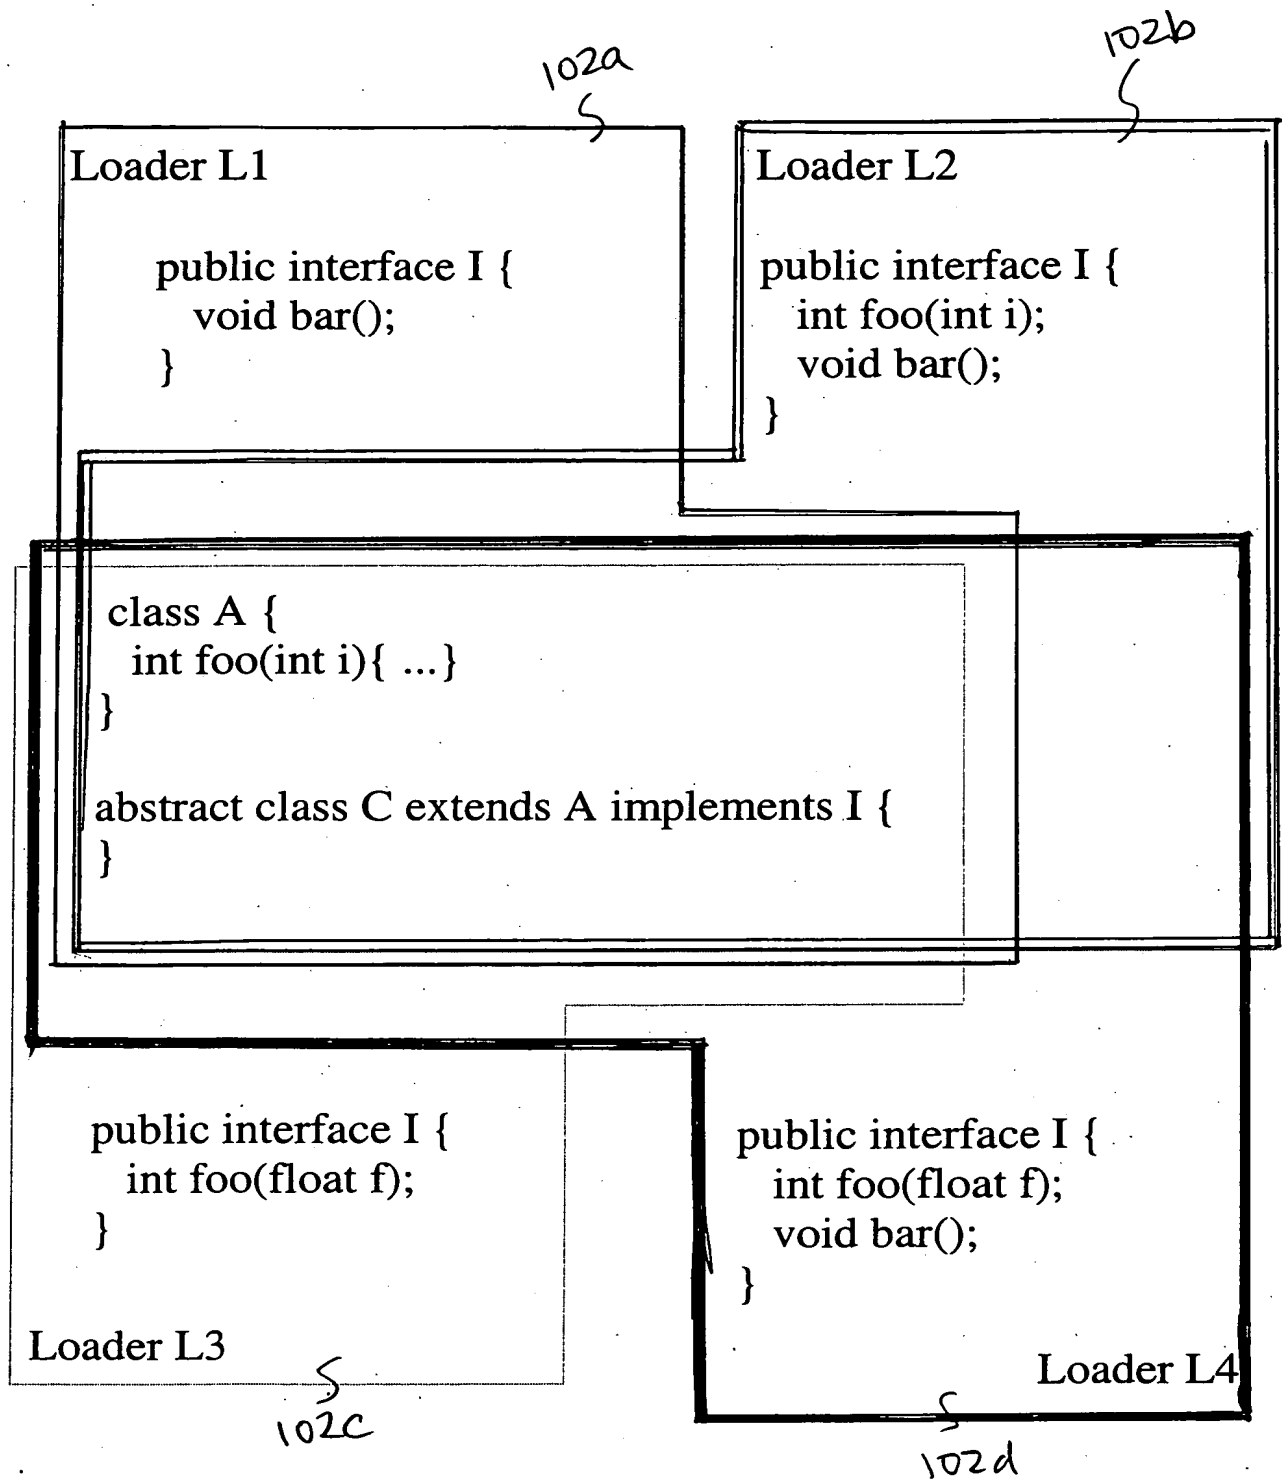 102a
102b
Loader L1
public interface I {
void bar();
}
Loader L2
public interface I {
int foo(int i);
void bar();
}
class A {
int foo(int i){ ...}
}
abstract class C extends A implements I {
}
public interface I {
int foo(float f);
}
Loader L3
102c
public interface I {
int foo(float f);
void bar();
}
Loader L4
102d